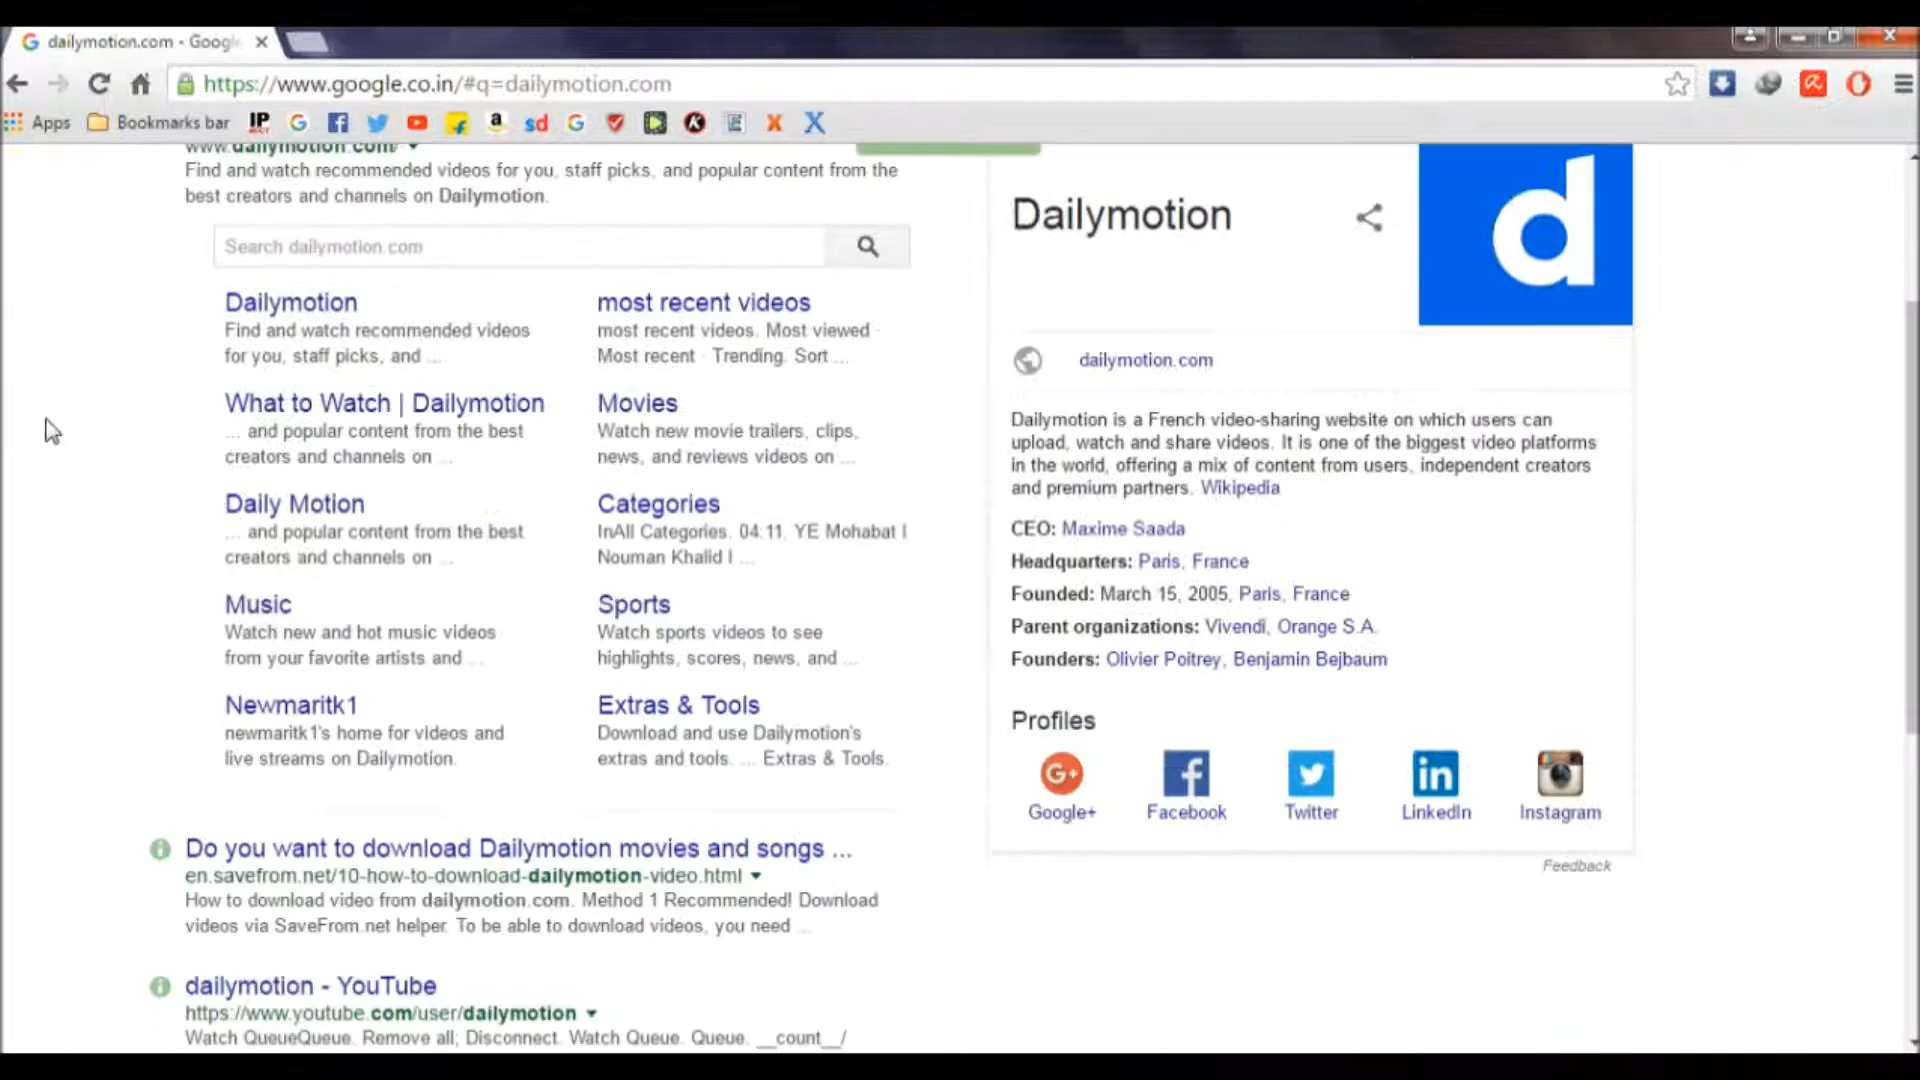 dailymotion.com - Google
https://www.google.co.in/#q=dailymotion.com
Apps Bookmarks bar
www.dailymotion.com/
Find and watch recommended videos for you, staff picks, and popular content from the
best creators and channels on Dailymotion.
Search dailymotion.com
Dailymotion
Find and watch recommended videos
for you, staff picks, and ...
most recent videos
most recent videos. Most viewed ·
Most recent · Trending. Sort ...
What to Watch | Dailymotion
... and popular content from the best
creators and channels on ...
Movies
Watch new movie trailers, clips,
news, and reviews videos on ...
Daily Motion
... and popular content from the best
creators and channels on ...
Categories
InAll Categories. 04:11. YE Mohabat I
Nouman Khalid I ...
Music
Watch new and hot music videos
from your favorite artists and ...
Sports
Watch sports videos to see
highlights, scores, news, and ...
Newmaritk1
newmaritk1's home for videos and
live streams on Dailymotion.
Extras & Tools
Download and use Dailymotion's
extras and tools. ... Extras & Tools.
Do you want to download Dailymotion movies and songs ...
en.savefrom.net/10-how-to-download-dailymotion-video.html
How to download video from dailymotion.com. Method 1 Recommended! Download
videos via SaveFrom.net helper. To be able to download videos, you need ...
dailymotion - YouTube
https://www.youtube.com/user/dailymotion
Watch QueueQueue. Remove all; Disconnect. Watch Queue. Queue. __count__/
Dailymotion
d
dailymotion.com
Dailymotion is a French video-sharing website on which users can
upload, watch and share videos. It is one of the biggest video platforms
in the world, offering a mix of content from users, independent creators
and premium partners. Wikipedia
CEO: Maxime Saada
Headquarters: Paris, France
Founded: March 15, 2005, Paris, France
Parent organizations: Vivendi, Orange S.A.
Founders: Olivier Poitrey, Benjamin Bejbaum
Profiles
Google+ Facebook Twitter LinkedIn Instagram
Feedback